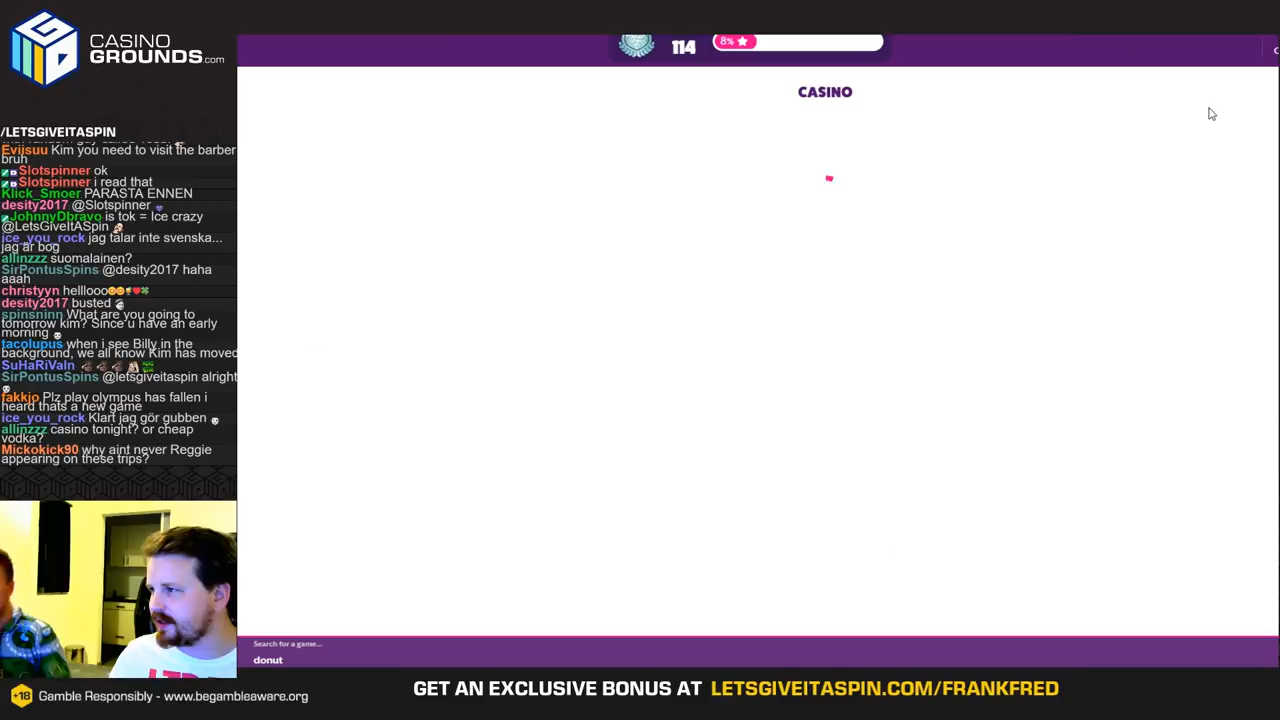 CASINO
GROUNDS.com
/LETSGIVEITASPIN
Eviisuu Kim you need to visit the barber
bruh
Slotspinner ok
Slotspinner i read that
Klick_Smoer PARASTA ENNEN
desity2017 @Slotspinner
JohnnyDbravo is tok = Ice crazy
@LetsGiveItASpin
ice_you_rock jag talar inte svenska...
jag är bog
allinzzz suomalainen?
SirPontusSpins @desity2017 haha
aaah
christyyn helllooo
desity2017 busted
spinsninn What are you going to
tomorrow kim? Since u have an early
morning
tacolupus when i see Billy in the
background, we all know Kim has moved
SuHaRiVaIn
SirPontusSpins @letsgiveitaspin alright
fakkjo Plz play olympus has fallen i
heard thats a new game
ice_you_rock Klart jag gör gubben
allinzzz casino tonight? or cheap
vodka?
Mickokick90 why aint never Reggie
appearing on these trips?
114
8%
CASINO
Search for a game...
donut
+18 Gamble Responsibly - www.begambleaware.org
GET AN EXCLUSIVE BONUS AT LETSGIVEITASPIN.COM/FRANKFRED